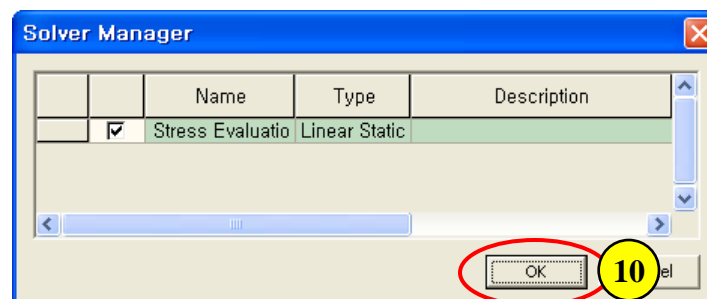 Solver Manager
Name Type Description
Stress Evaluatio Linear Static
OK 10 el